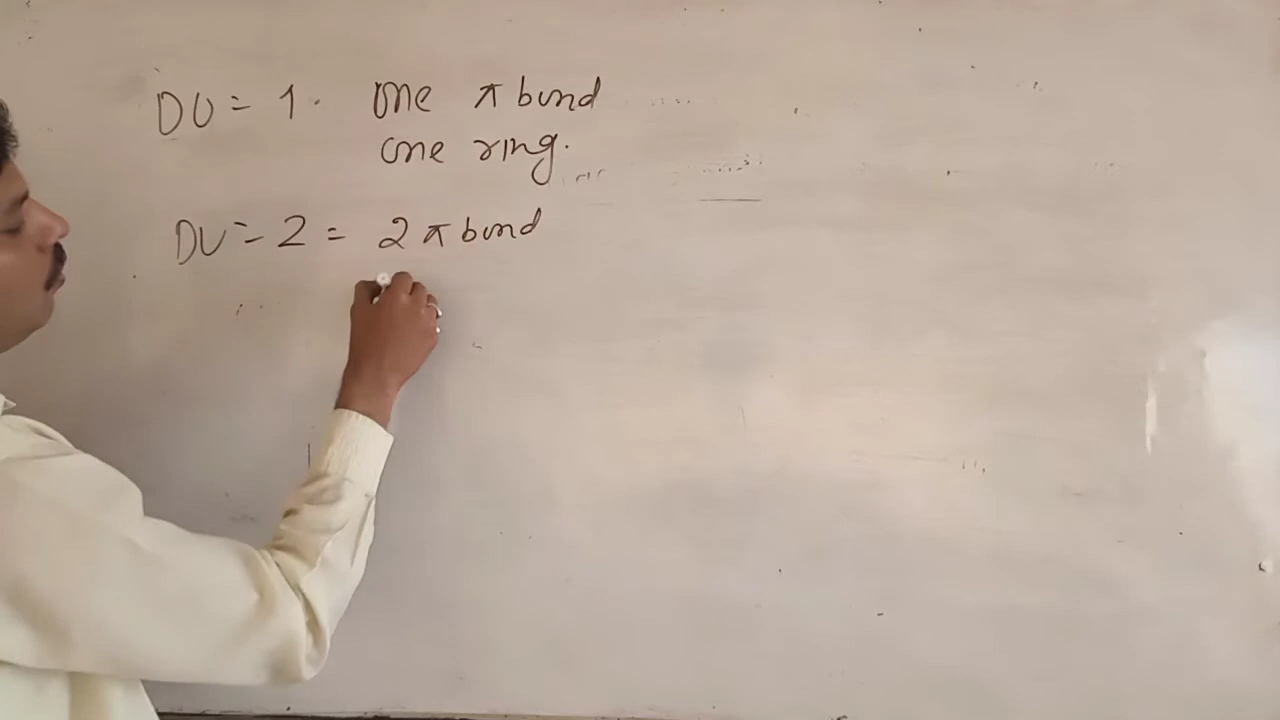 DU = 1. one π bond
one ring.
DU = 2 = 2 π bond